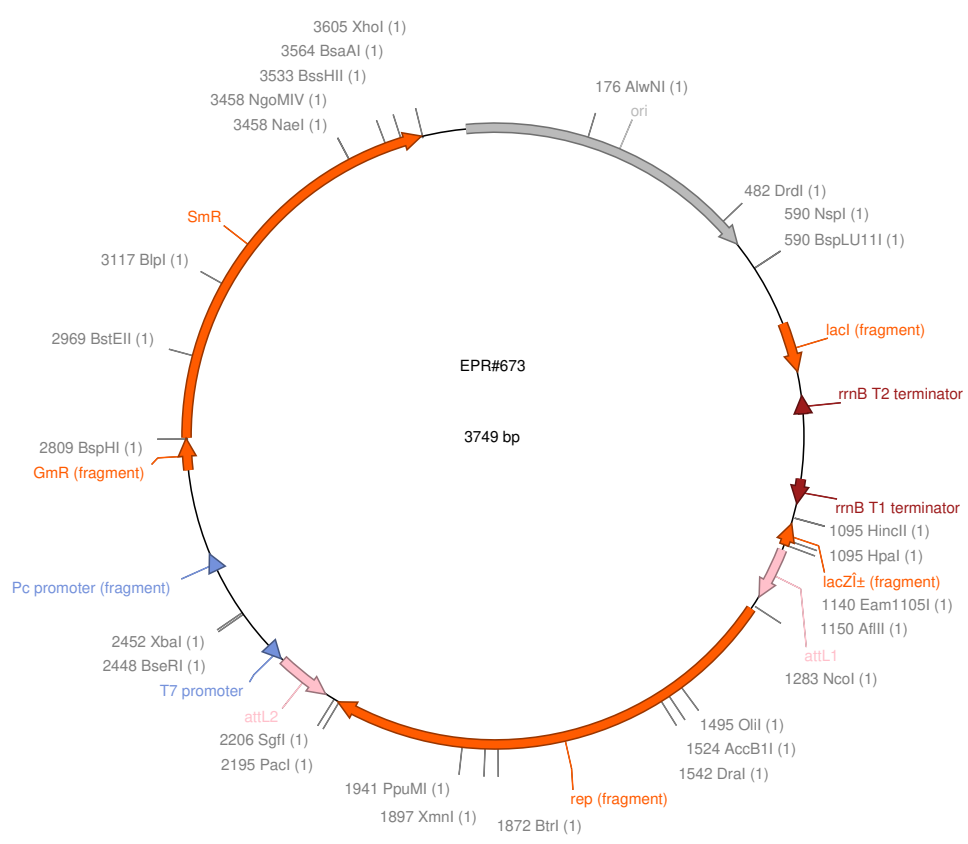 3605 XhoI (1)
3564 BsaAI (1)
3533 BssHII (1)
3458 NgoMIV (1)
3458 NaeI (1)
176 AlwNI (1)
ori
482 DrdI (1)
590 NspI (1)
590 BspLU11I (1)
SmR
3117 BlpI (1)
2969 BstEII (1)
lacI (fragment)
EPR#673
rrnB T2 terminator
3749 bp
2809 BspHI (1)
GmR (fragment)
rrnB T1 terminator
1095 HincII (1)
1095 HpaI (1)
lacZÎ± (fragment)
Pc promoter (fragment)
1140 Eam1105I (1)
1150 AflII (1)
2452 XbaI (1)
attL1
2448 BseRI (1)
1283 NcoI (1)
T7 promoter
attL2
1495 OliI (1)
2206 SgfI (1)
1524 AccB1I (1)
2195 PacI (1)
1542 DraI (1)
1941 PpuMI (1)
rep (fragment)
1897 XmnI (1)
1872 BtrI (1)